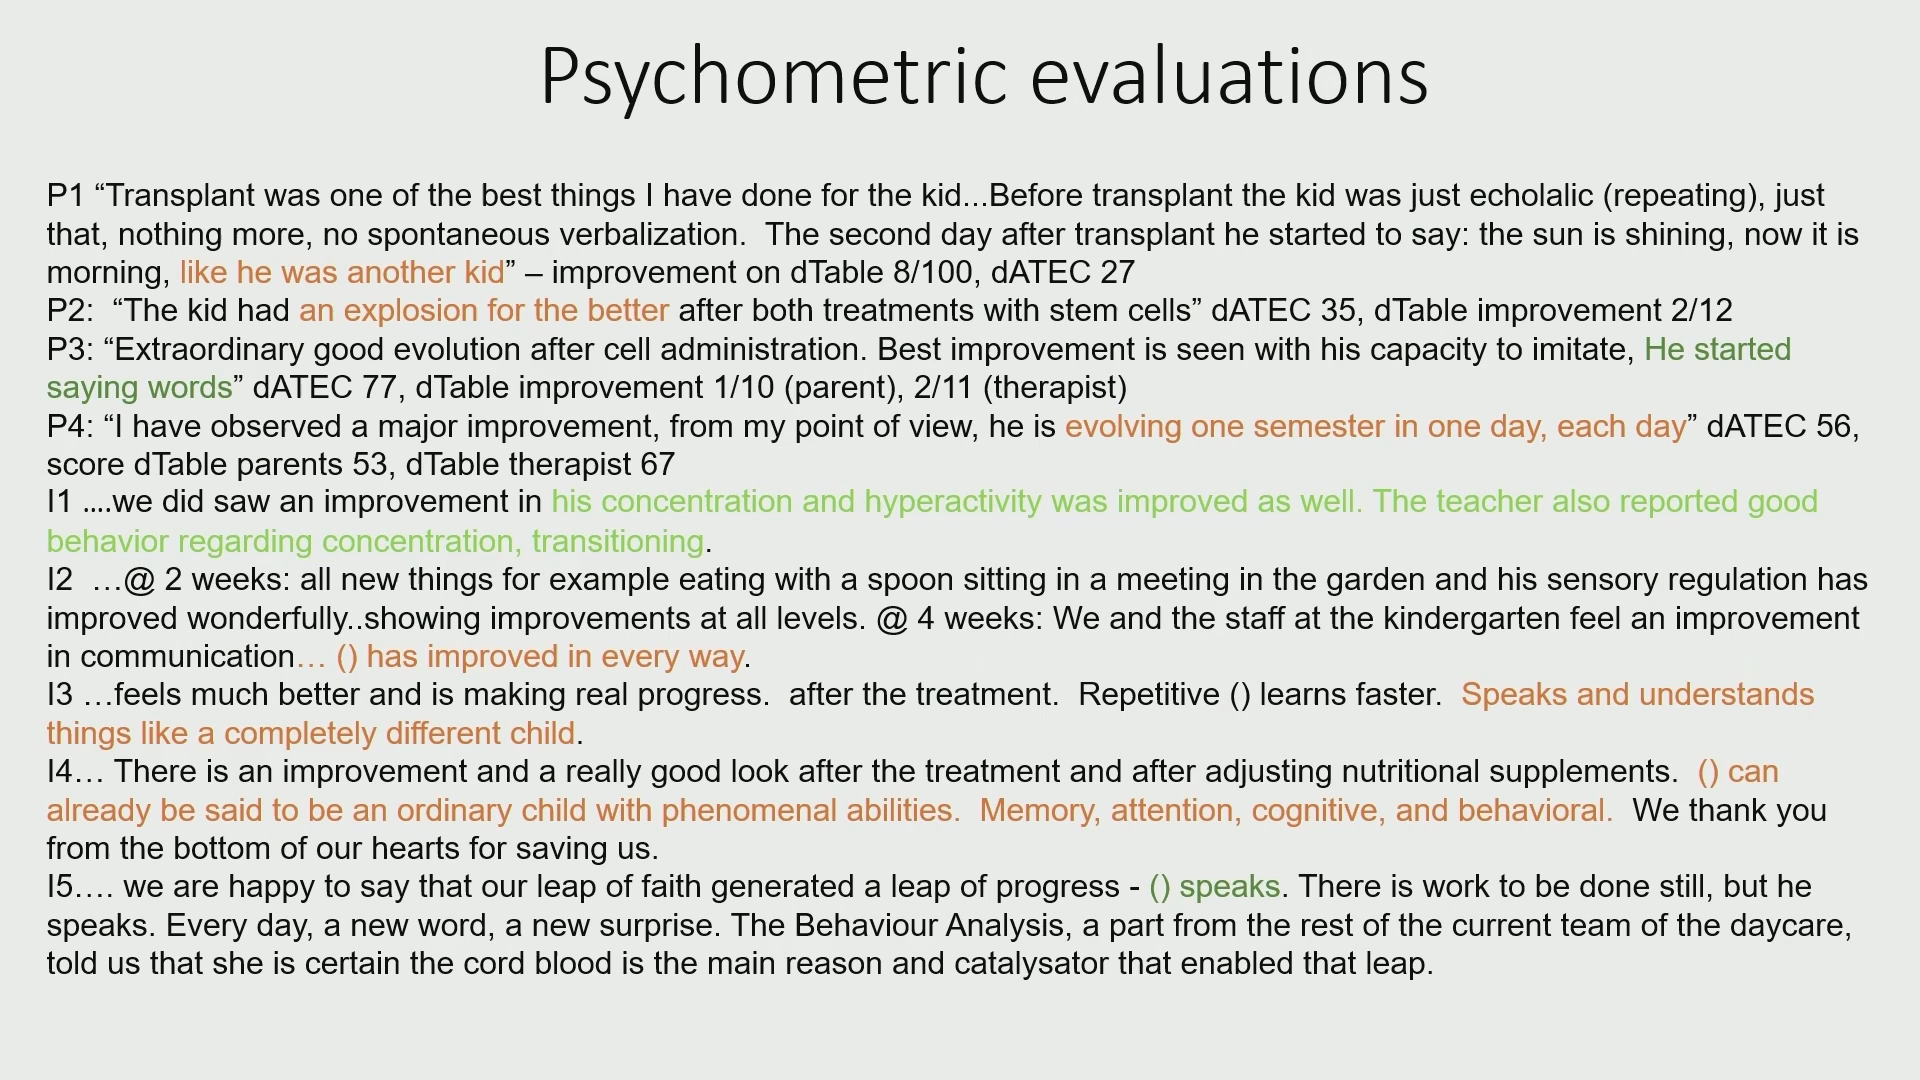 Psychometric evaluations
P1 “Transplant was one of the best things I have done for the kid...Before transplant the kid was just echolalic (repeating), just
that, nothing more, no spontaneous verbalization.  The second day after transplant he started to say: the sun is shining, now it is
morning, like he was another kid” – improvement on dTable 8/100, dATEC 27
P2:  “The kid had an explosion for the better after both treatments with stem cells” dATEC 35, dTable improvement 2/12
P3: “Extraordinary good evolution after cell administration. Best improvement is seen with his capacity to imitate, He started
saying words” dATEC 77, dTable improvement 1/10 (parent), 2/11 (therapist)
P4: “I have observed a major improvement, from my point of view, he is evolving one semester in one day, each day” dATEC 56,
score dTable parents 53, dTable therapist 67
I1 ....we did saw an improvement in his concentration and hyperactivity was improved as well. The teacher also reported good
behavior regarding concentration, transitioning.
I2  …@ 2 weeks: all new things for example eating with a spoon sitting in a meeting in the garden and his sensory regulation has
improved wonderfully..showing improvements at all levels. @ 4 weeks: We and the staff at the kindergarten feel an improvement
in communication… () has improved in every way.
I3 …feels much better and is making real progress.  after the treatment.  Repetitive () learns faster.  Speaks and understands
things like a completely different child.
I4… There is an improvement and a really good look after the treatment and after adjusting nutritional supplements.  () can
already be said to be an ordinary child with phenomenal abilities.  Memory, attention, cognitive, and behavioral.  We thank you
from the bottom of our hearts for saving us.
I5…. we are happy to say that our leap of faith generated a leap of progress - () speaks. There is work to be done still, but he
speaks. Every day, a new word, a new surprise. The Behaviour Analysis, a part from the rest of the current team of the daycare,
told us that she is certain the cord blood is the main reason and catalysator that enabled that leap.